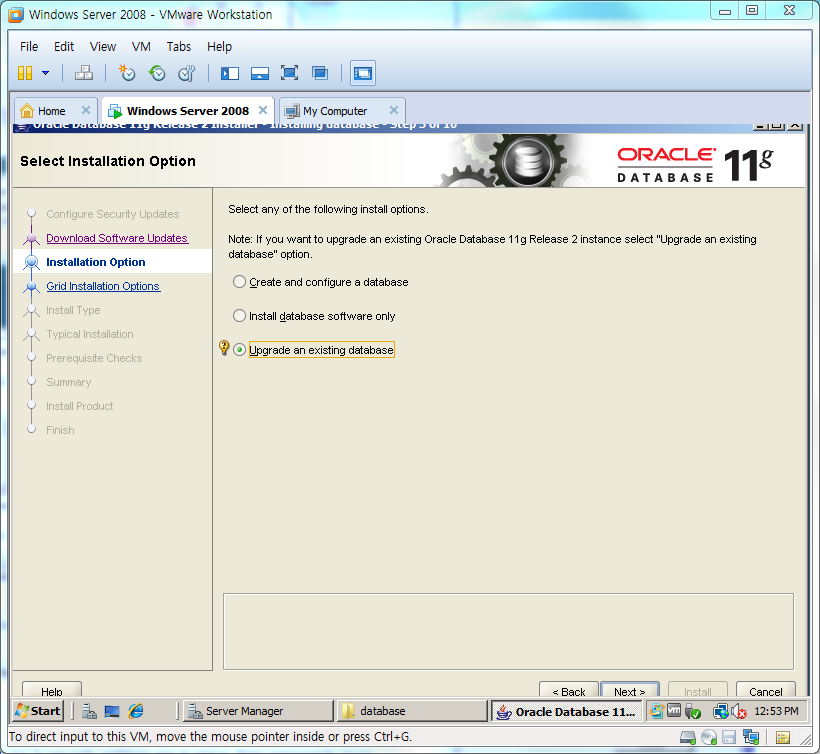 Windows Server 2008 - VMware Workstation
File Edit View VM Tabs Help
Home
Windows Server 2008
My Computer
Oracle Database 11g Release 2 Installer - Installing database - Step 3 of 10
Select Installation Option
ORACLE
DATABASE
11g
Configure Security Updates
Download Software Updates
Installation Option
Grid Installation Options
Install Type
Typical Installation
Prerequisite Checks
Summary
Install Product
Finish
Select any of the following install options.
Note: If you want to upgrade an existing Oracle Database 11g Release 2 instance select "Upgrade an existing
database" option.
Create and configure a database
Install database software only
Upgrade an existing database
Help
< Back
Next >
Install
Cancel
Start
Server Manager
database
Oracle Database 11...
vm
12:53 PM
To direct input to this VM, move the mouse pointer inside or press Ctrl+G.